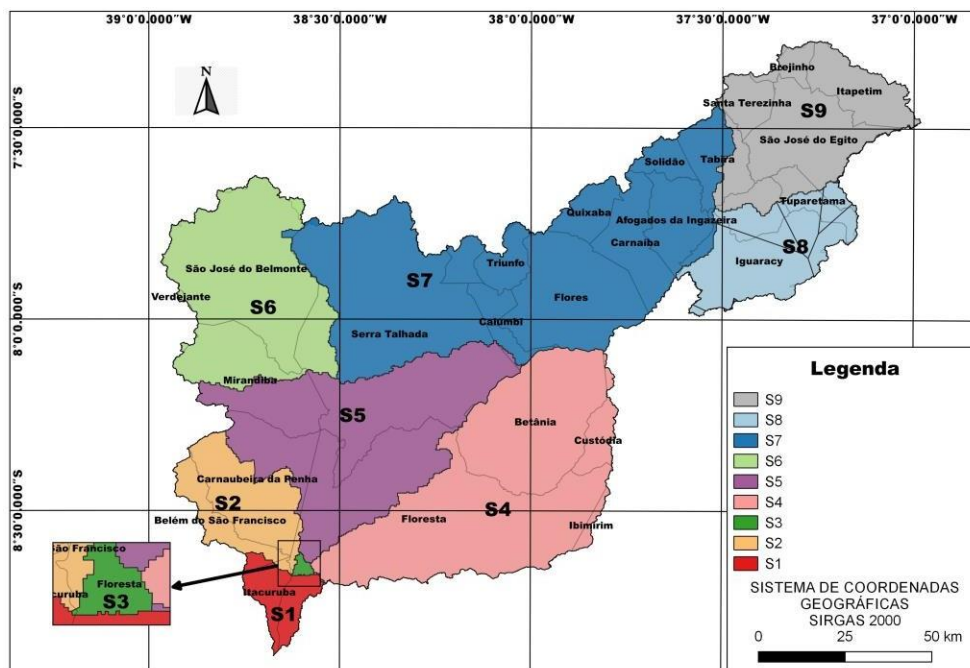 39°0'0.000"W
38°30'0.000"W
38°0'0.000"W
37°30'0.000"W
37°0'0.000"W
N
7°30'0.000"S
8°0'0.000"S
8°30'0.000"S
Brejinho
Itapetim
Santa Terezinha
S9
São José do Egito
Solidão
Tabira
Tuparetama
Quixaba
Afogados da Ingazeira
Carnaíba
S8
Iguaracy
São José do Belmonte
Triunfo
S7
Verdejante
S6
Flores
Serra Talhada
Calumbi
Mirandiba
S5
Betânia
Custódia
Carnaubeira da Penha
S2
Belém do São Francisco
Floresta
S4
Ibimirim
São Francisco
Floresta
curuba
S3
Itacuruba
S1
Legenda
S9
S8
S7
S6
S5
S4
S3
S2
S1
SISTEMA DE COORDENADAS
GEOGRÁFICAS
SIRGAS 2000
0 25 50 km